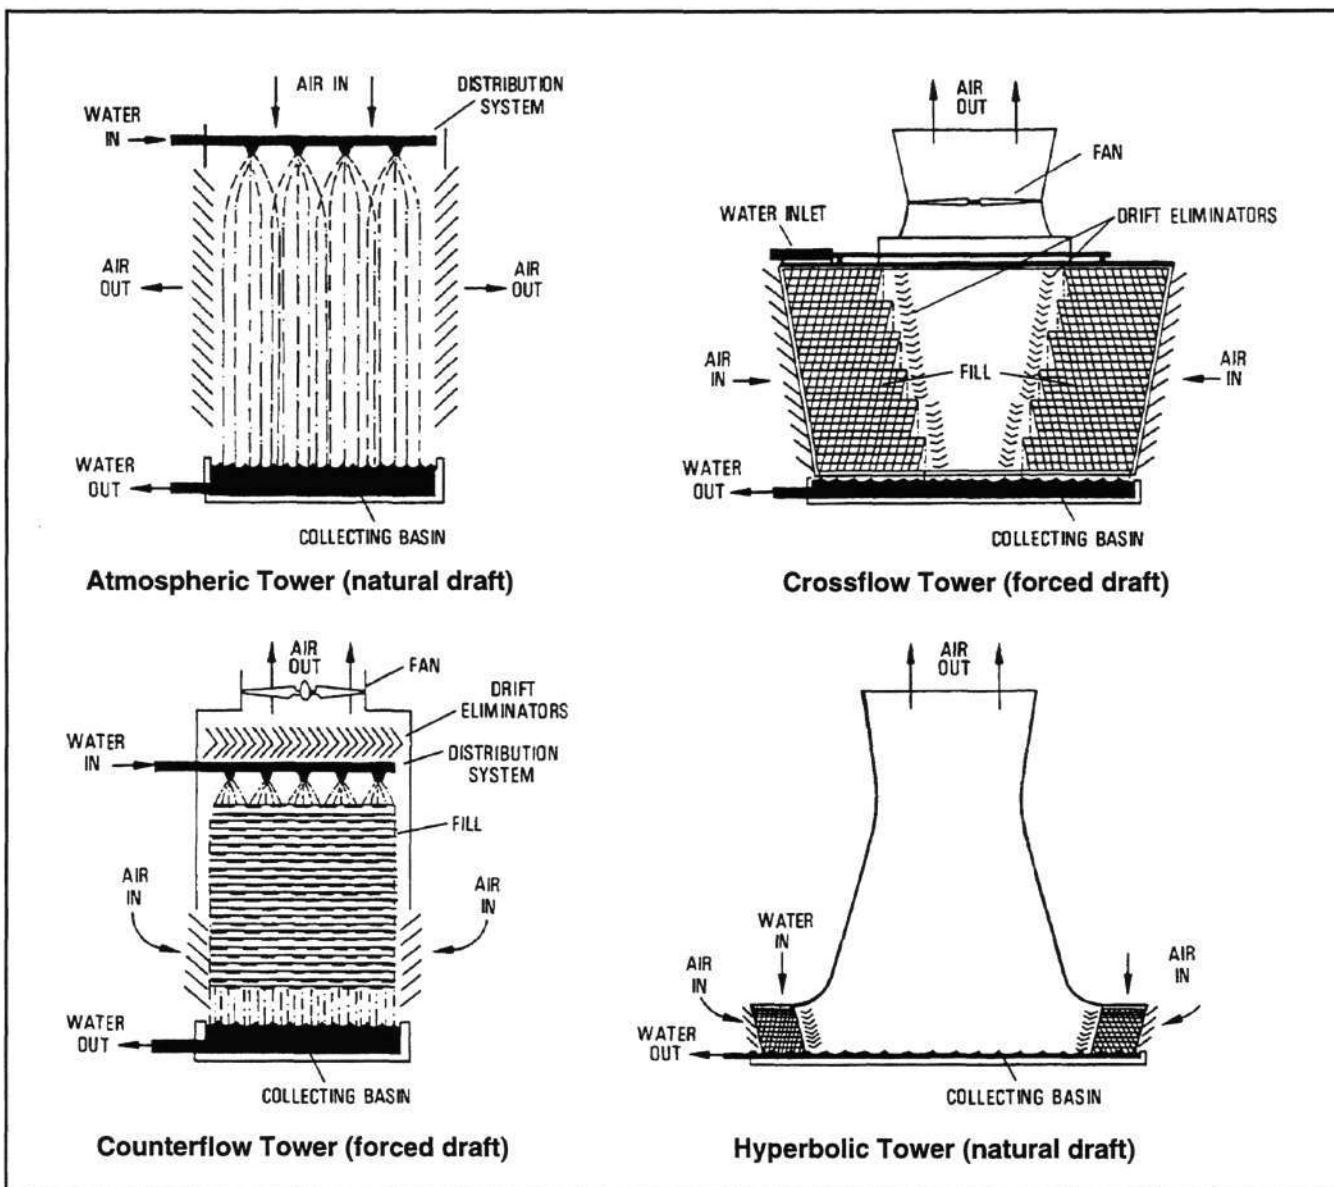 AIR IN
DISTRIBUTION
SYSTEM
WATER
IN
AIR
OUT
AIR
OUT
WATER
OUT
COLLECTING BASIN
Atmospheric Tower (natural draft)
AIR
OUT
FAN
WATER INLET
DRIFT ELIMINATORS
AIR
IN
FILL
AIR
IN
WATER
OUT
COLLECTING BASIN
Crossflow Tower (forced draft)
AIR
OUT
FAN
DRIFT
ELIMINATORS
WATER
IN
DISTRIBUTION
SYSTEM
FILL
AIR
IN
AIR
IN
WATER
OUT
COLLECTING BASIN
Counterflow Tower (forced draft)
AIR
OUT
WATER
IN
AIR
IN
AIR
IN
WATER
OUT
COLLECTING BASIN
Hyperbolic Tower (natural draft)